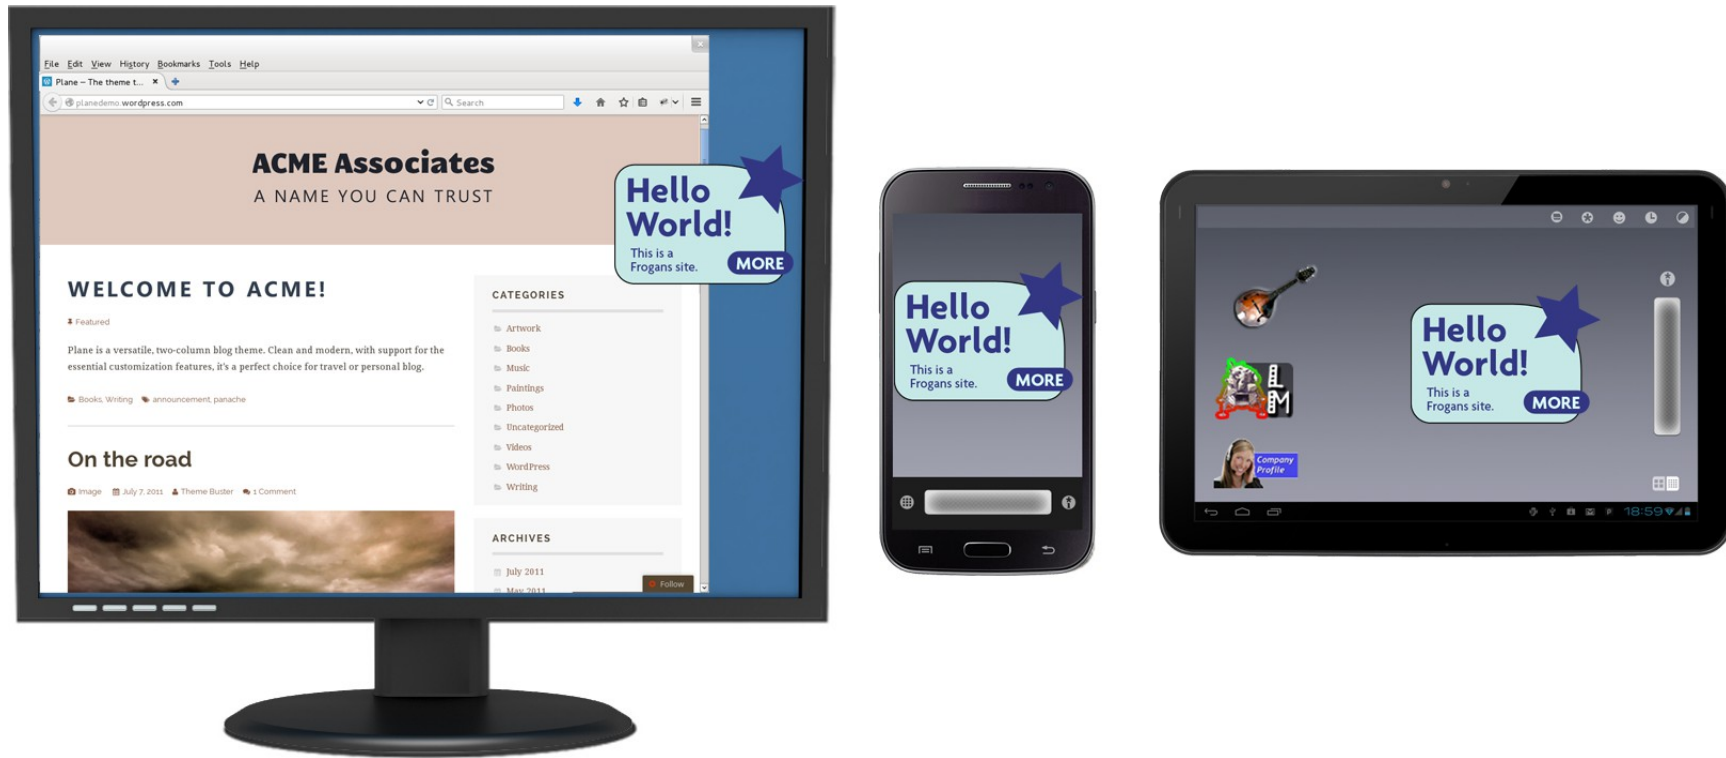 File Edit View History Bookmarks Tools Help
Plane – The theme t...
planedemo.wordpress.com
Search
ACME Associates
A NAME YOU CAN TRUST
Hello
World!
This is a
Frogans site.
MORE
WELCOME TO ACME!
Featured
Plane is a versatile, two-column blog theme. Clean and modern, with support for the
essential customization features, it's a perfect choice for travel or personal blog.
Books, Writing announcement, panache
On the road
Image July 7, 2011 Theme Buster 1 Comment
CATEGORIES
Artwork
Books
Music
Paintings
Photos
Uncategorized
Videos
WordPress
Writing
ARCHIVES
July 2011
May 2011
Follow
Hello
World!
This is a
Frogans site.
MORE
L
M
Company
Profile
Hello
World!
This is a
Frogans site.
MORE
18:59